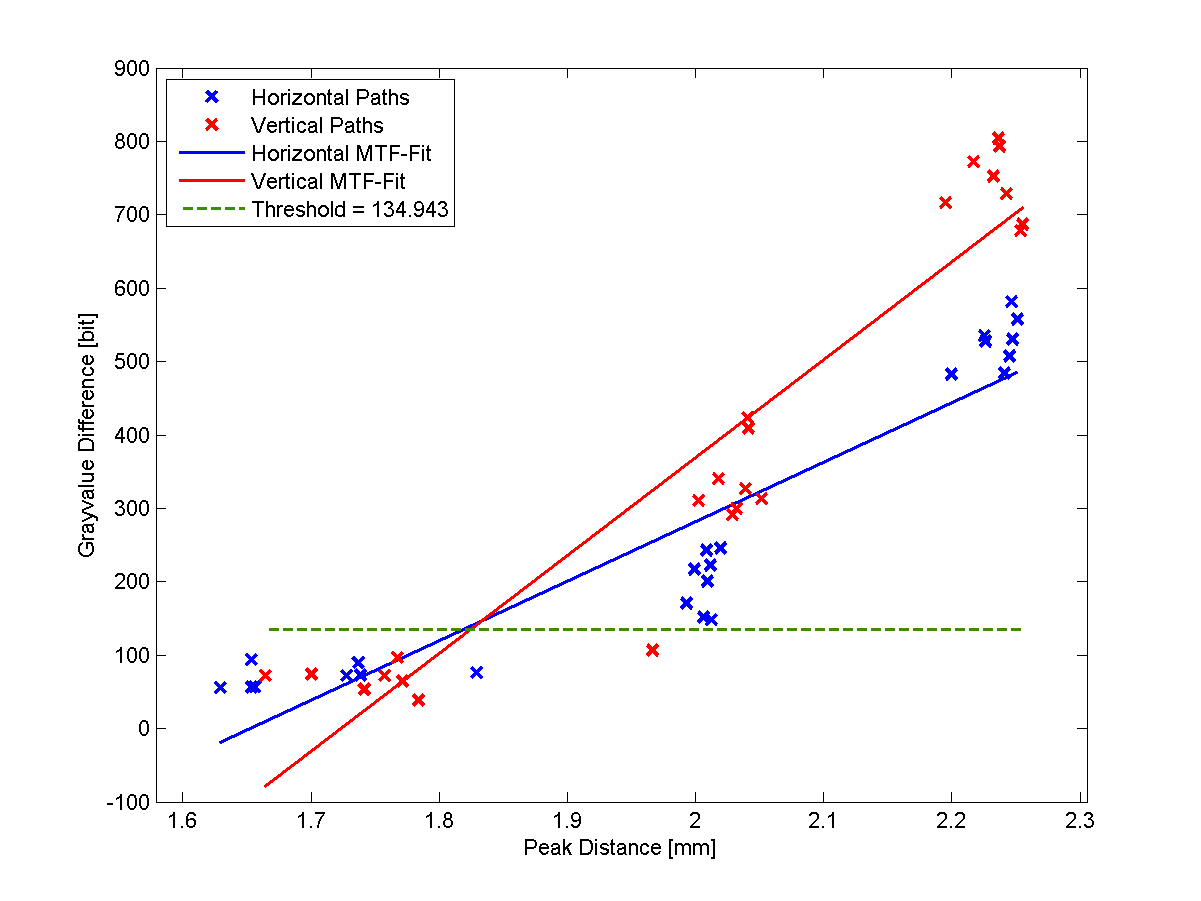 900
800
700
600
500
400
300
200
100
0
-100
Grayvalue Difference [bit]
Horizontal Paths
Vertical Paths
Horizontal MTF-Fit
Vertical MTF-Fit
Threshold = 134.943
1.6 1.7 1.8 1.9 2 2.1 2.2 2.3
Peak Distance [mm]